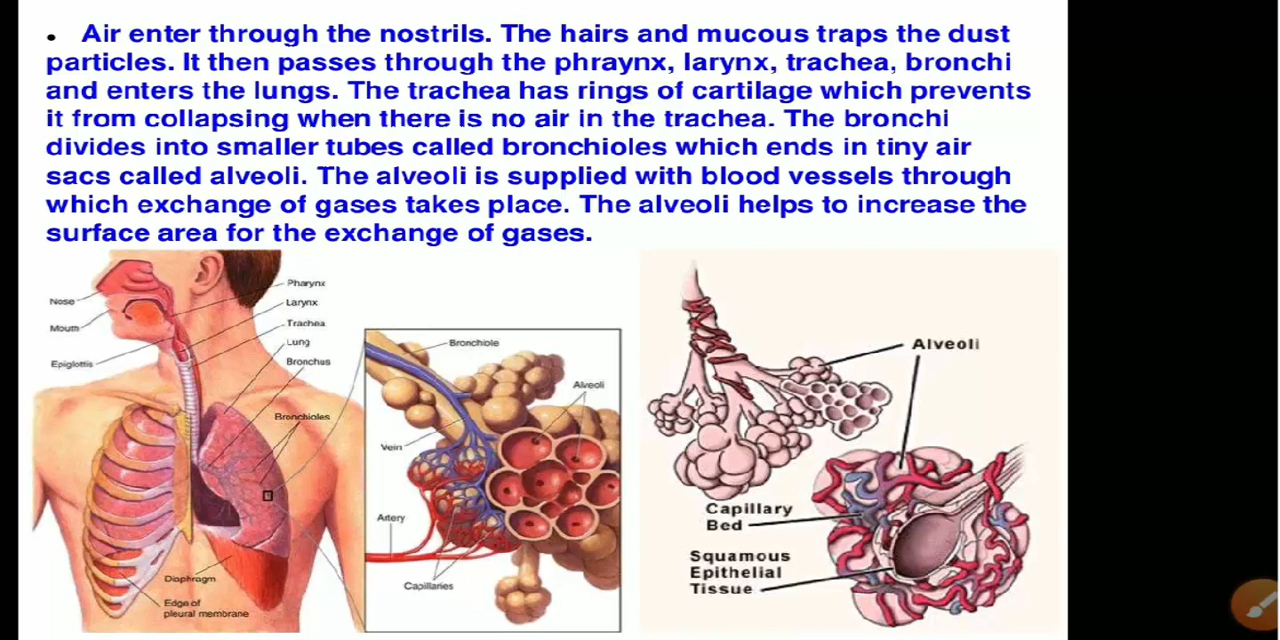 • Air enter through the nostrils. The hairs and mucous traps the dust
particles. It then passes through the phraynx, larynx, trachea, bronchi
and enters the lungs. The trachea has rings of cartilage which prevents
it from collapsing when there is no air in the trachea. The bronchi
divides into smaller tubes called bronchioles which ends in tiny air
sacs called alveoli. The alveoli is supplied with blood vessels through
which exchange of gases takes place. The alveoli helps to increase the
surface area for the exchange of gases.
Nose
Mouth
Epiglottis
Pharynx
Larynx
Trachea
Lung
Bronchus
Bronchioles
Diaphragm
Edge of
pleural membrane
Bronchiole
Alveoli
Vein
Artery
Capillaries
Alveoli
Capillary
Bed
Squamous
Epithelial
Tissue